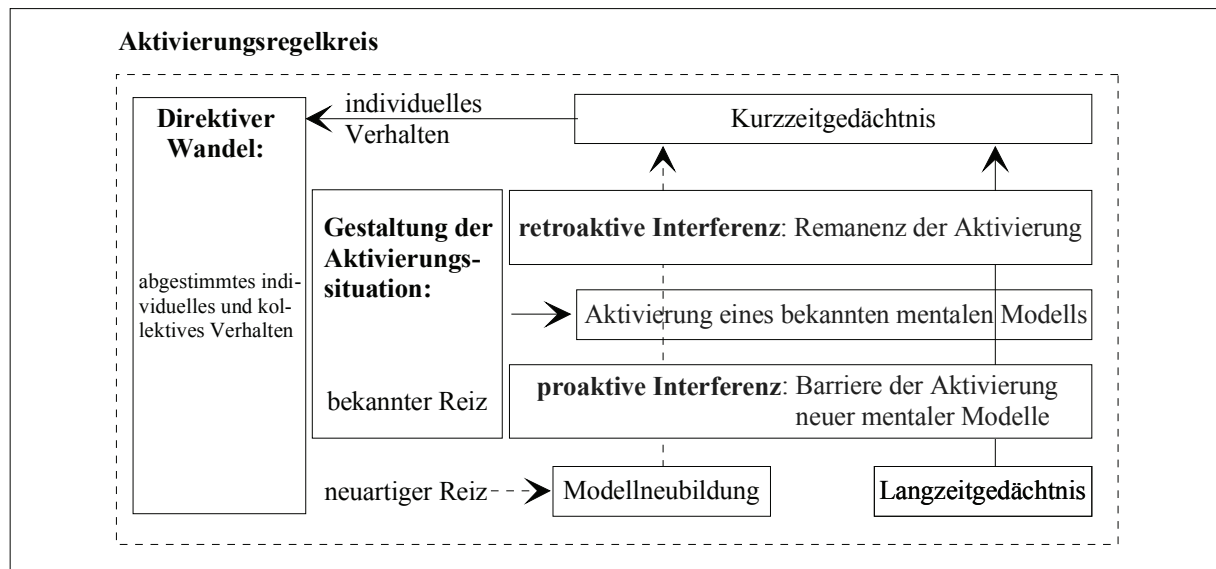 Aktivierungsregelkreis
Direktiver
Wandel:
abgestimmtes indi-
viduelles und kol-
lektives Verhalten
individuelles
Verhalten
Kurzzeitgedächtnis
Gestaltung der
Aktivierungs-
situation:
bekannter Reiz
retroaktive Interferenz: Remanenz der Aktivierung
Aktivierung eines bekannten mentalen Modells
proaktive Interferenz: Barriere der Aktivierung
neuer mentaler Modelle
neuartiger Reiz
Modellneubildung
Langzeitgedächtnis